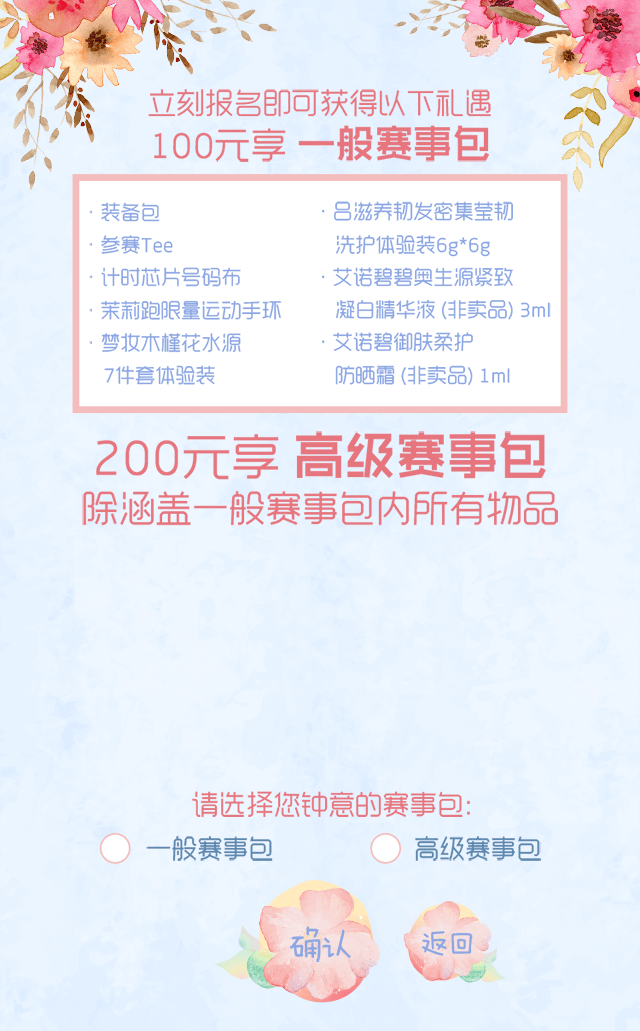 立刻报名即可获得以下礼遇
100元享 一般赛事包
· 装备包
· 参赛Tee
· 计时芯片号码布
· 茉莉跑限量运动手环
· 梦妆木槿花水源
7件套体验装
· 吕滋养韧发密集莹韧
洗护体验装6g*6g
· 艾诺碧碧奥生源紧致
凝白精华液 (非卖品) 3ml
· 艾诺碧御肤柔护
防晒霜 (非卖品) 1ml
200元享 高级赛事包
除涵盖一般赛事包内所有物品
请选择您钟意的赛事包:
一般赛事包
高级赛事包
确认
返回